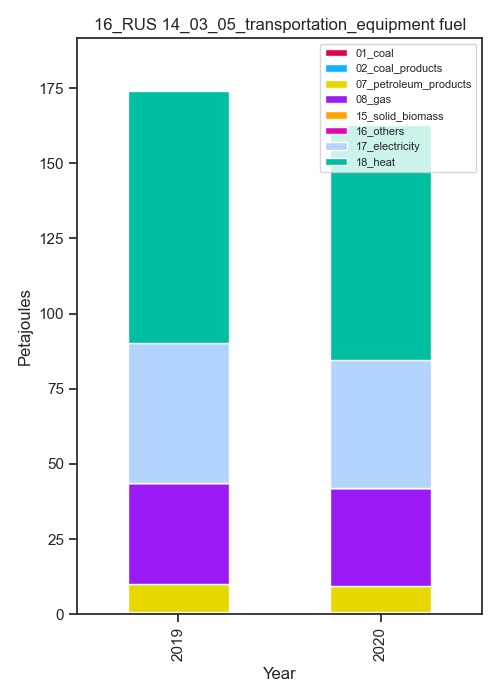 16_RUS 14_03_05_transportation_equipment fuel
01_coal
02_coal_products
07_petroleum_products
08_gas
15_solid_biomass
16_others
17_electricity
18_heat
175
150
125
100
75
50
25
0
Petajoules
2019
2020
Year